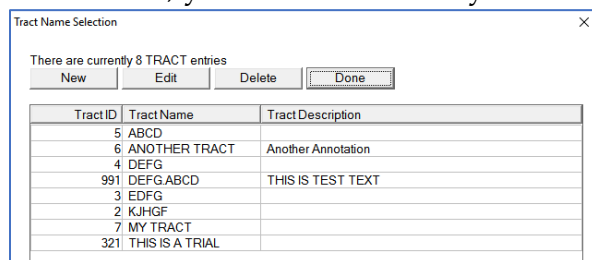 Tract Name Selection
There are currently 8 TRACT entries
New Edit Delete Done
Tract ID Tract Name Tract Description
5 ABCD
6 ANOTHER TRACT Another Annotation
4 DEFG
991 DEFG.ABCD THIS IS TEST TEXT
3 EDFG
2 KJHGF
7 MY TRACT
321 THIS IS A TRIAL